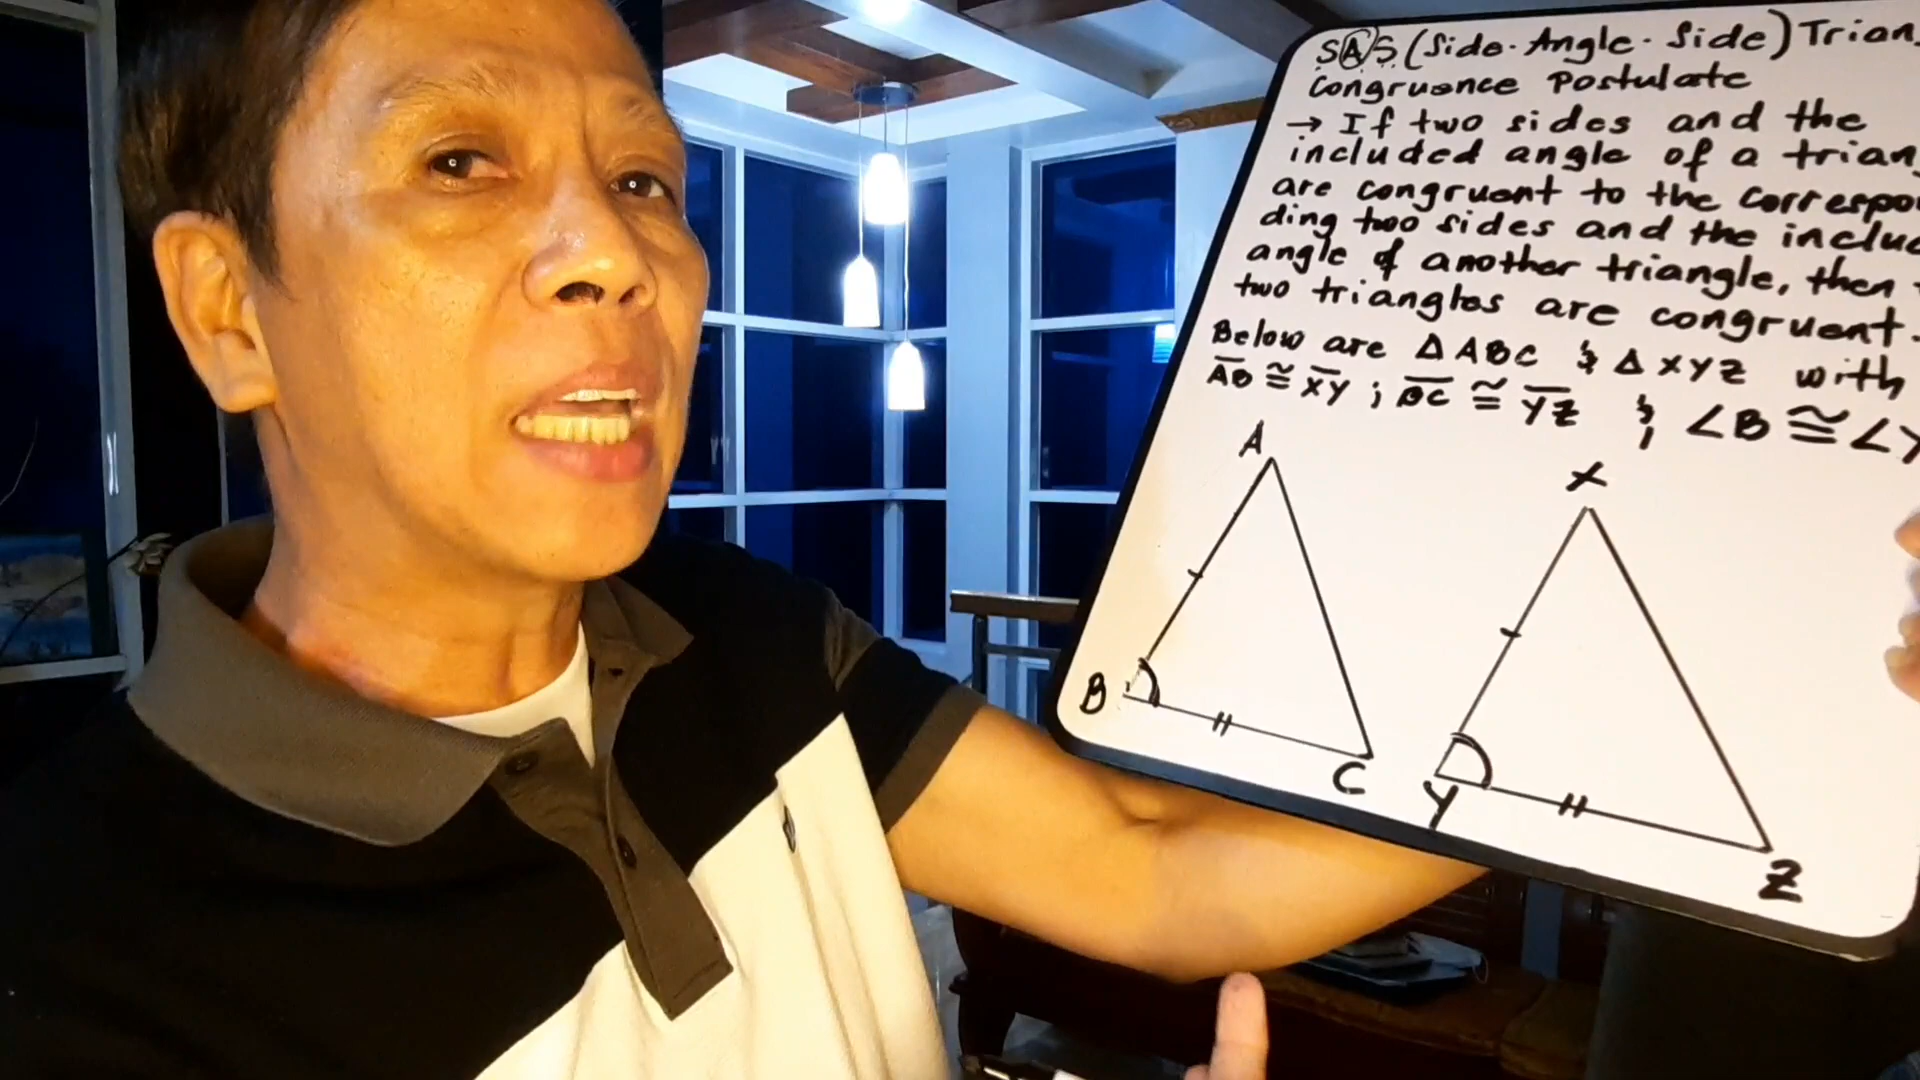 SAS (Side-Angle-Side) Trian
Congruence Postulate
→ If two sides and the
included angle of a trian
are congruent to the correspo
ding two sides and the inclu
angle of another triangle, then
two triangles are congruent.
Below are △ABC & △XYZ with
AB ≅ XY ; BC ≅ YZ & ∠B ≅ ∠Y
A
X
B
C
Y
Z